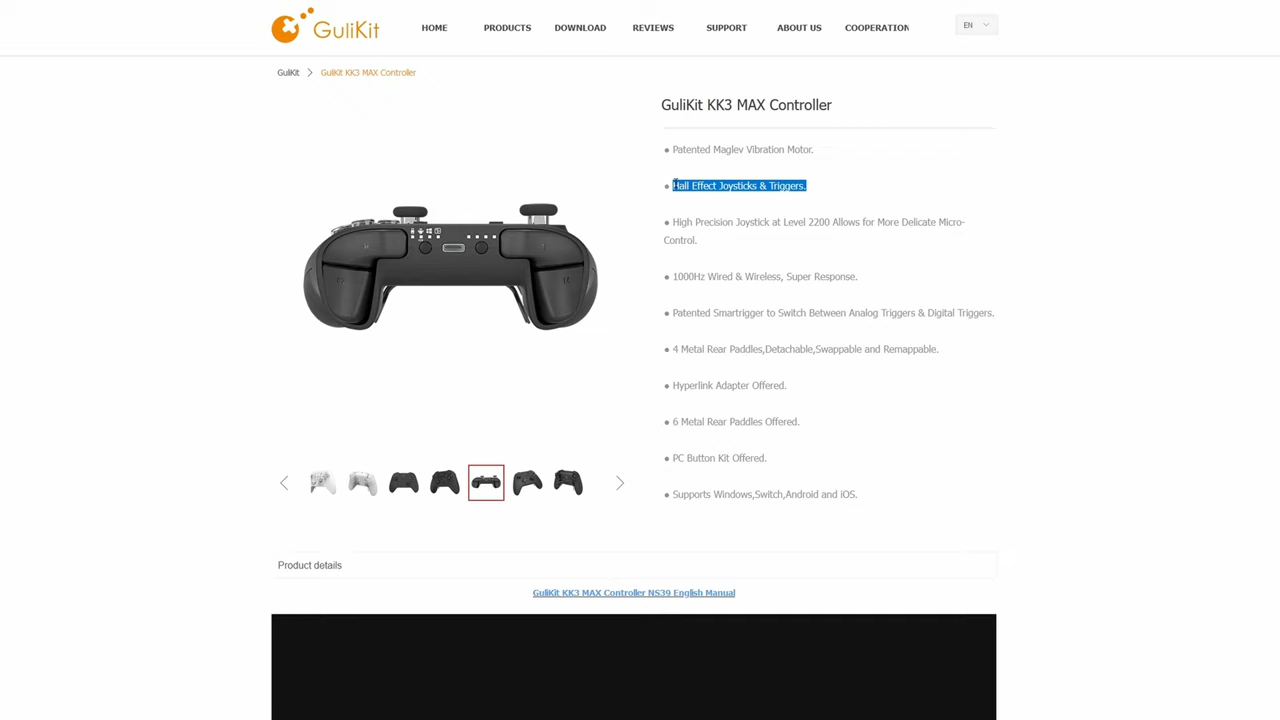 GuliKit
HOME
PRODUCTS
DOWNLOAD
REVIEWS
SUPPORT
ABOUT US
COOPERATION
EN
GuliKit
GuliKit KK3 MAX Controller
GuliKit KK3 MAX Controller
● Patented Maglev Vibration Motor.
● Hall Effect Joysticks & Triggers.
● High Precision Joystick at Level 2200 Allows for More Delicate Micro-
Control.
● 1000Hz Wired & Wireless, Super Response.
● Patented Smartrigger to Switch Between Analog Triggers & Digital Triggers.
● 4 Metal Rear Paddles,Detachable,Swappable and Remappable.
● Hyperlink Adapter Offered.
● 6 Metal Rear Paddles Offered.
● PC Button Kit Offered.
● Supports Windows,Switch,Android and iOS.
Product details
GuliKit KK3 MAX Controller NS39 English Manual